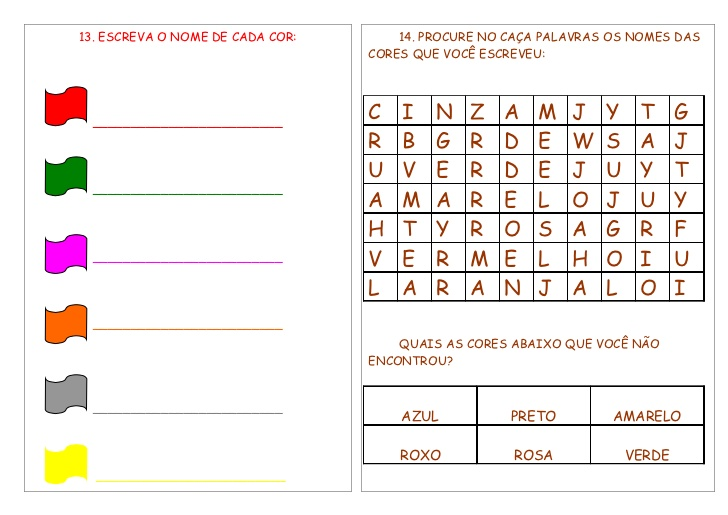 13. ESCREVA O NOME DE CADA COR:
14. PROCURE NO CAÇA PALAVRAS OS NOMES DAS
CORES QUE VOCÊ ESCREVEU:
C I N Z A M J Y T G
R B G R D E W S A J
U V E R D E J U Y T
A M A R E L O J U Y
H T Y R O S A G R F
V E R M E L H O I U
L A R A N J A L O I
QUAIS AS CORES ABAIXO QUE VOCÊ NÃO
ENCONTROU?
AZUL PRETO AMARELO
ROXO ROSA VERDE